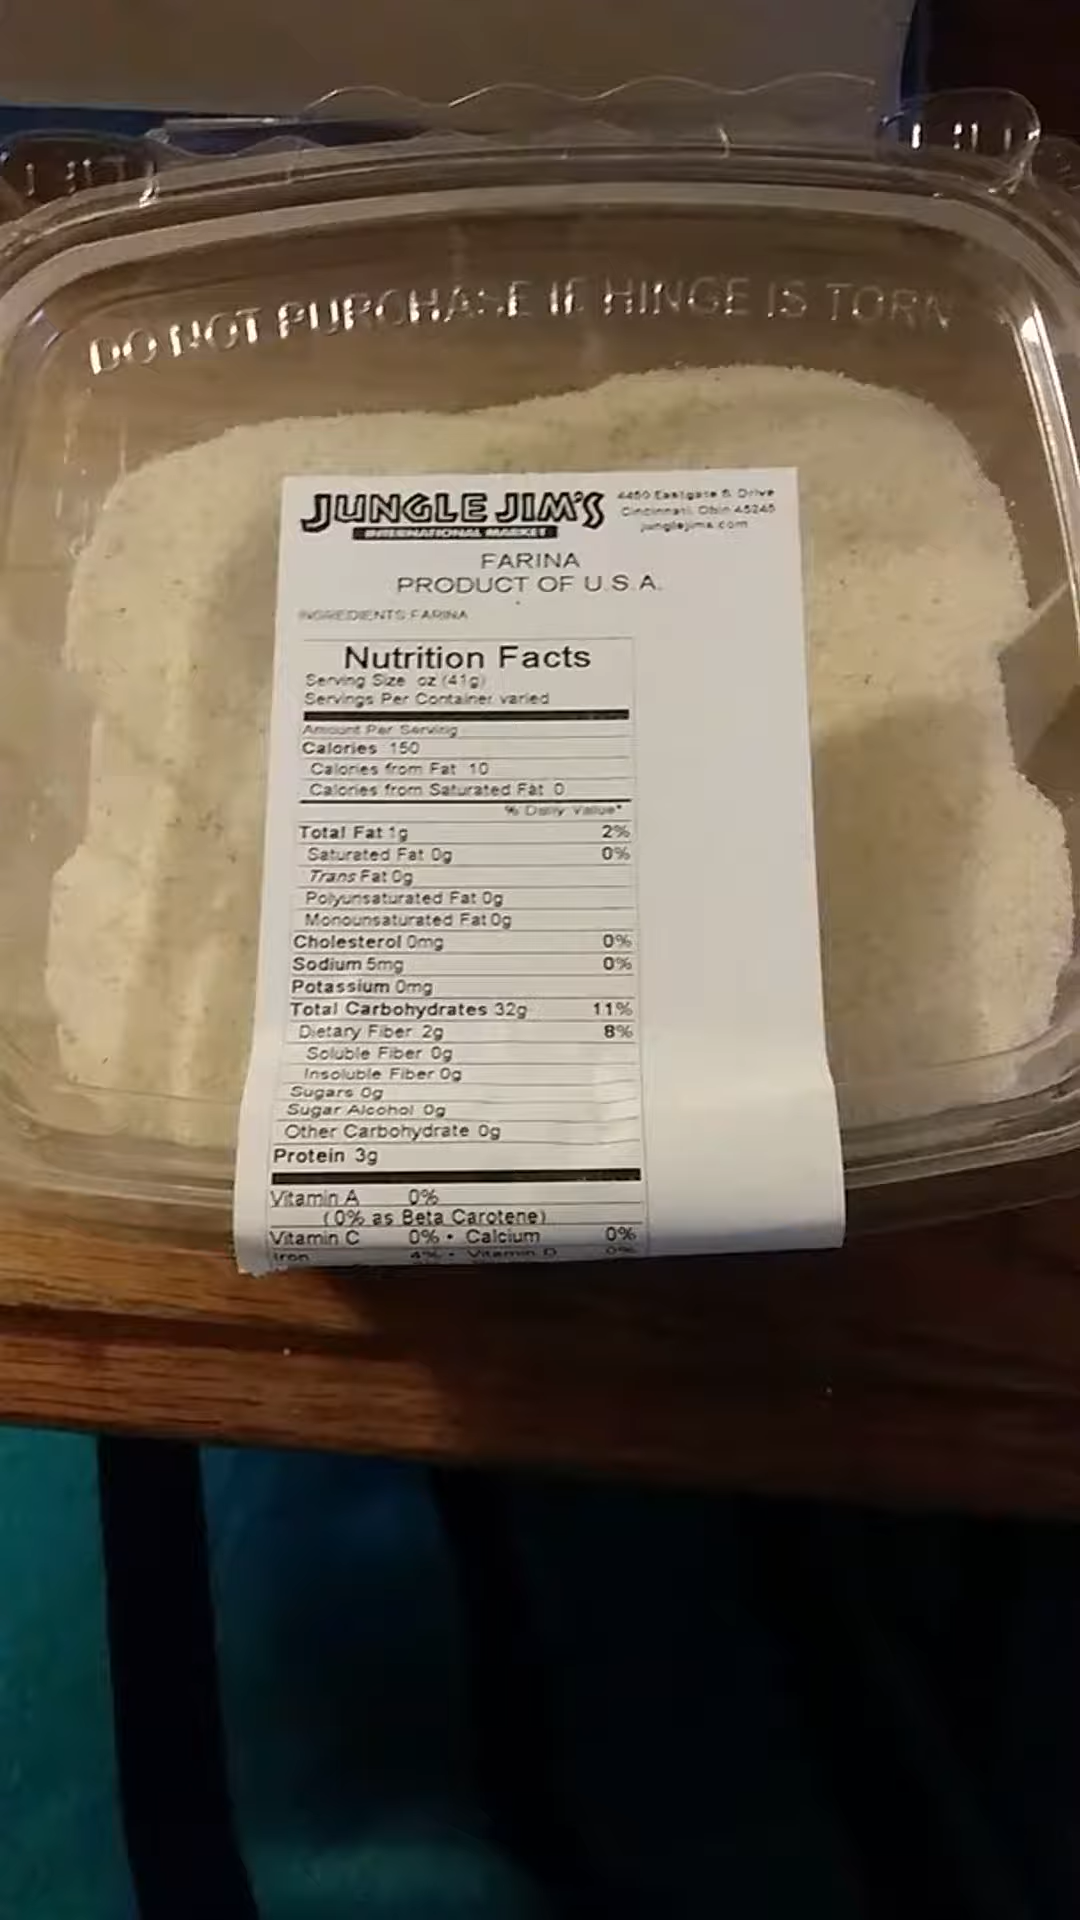 DO NOT PURCHASE IF HINGE IS TORN
JUNGLE JIM'S
INTERNATIONAL MARKET
4450 Eastgate S. Drive
Cincinnati, Ohio 45245
junglejims.com
FARINA
PRODUCT OF U.S.A.
INGREDIENTS FARINA
Nutrition Facts
Serving Size oz (41g)
Servings Per Container varied
Amount Per Serving
Calories 150
Calories from Fat 10
Calories from Saturated Fat 0
% Daily Value*
Total Fat 1g 2%
Saturated Fat 0g 0%
Trans Fat 0g
Polyunsaturated Fat 0g
Monounsaturated Fat 0g
Cholesterol 0mg 0%
Sodium 5mg 0%
Potassium 0mg
Total Carbohydrates 32g 11%
Dietary Fiber 2g 8%
Soluble Fiber 0g
Insoluble Fiber 0g
Sugars 0g
Sugar Alcohol 0g
Other Carbohydrate 0g
Protein 3g
Vitamin A 0%
(0% as Beta Carotene)
Vitamin C 0% • Calcium 0%
Iron 4% • Vitamin D 0%